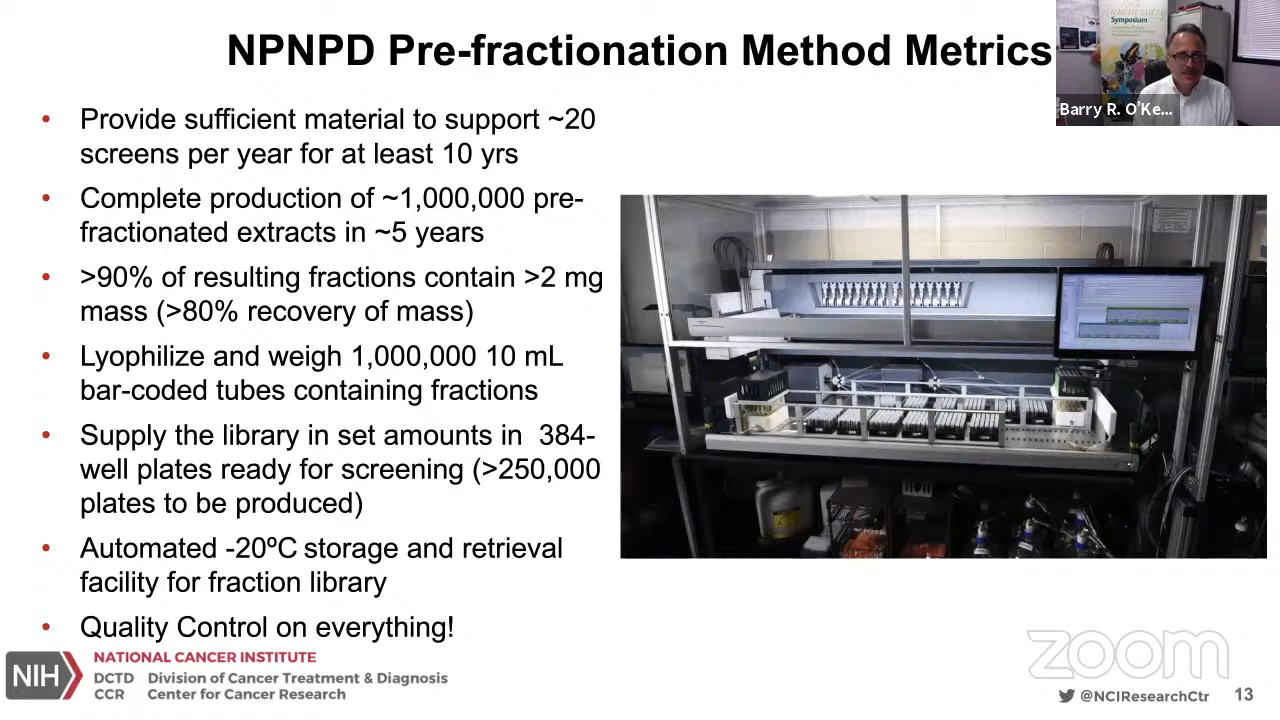 NPNPD Pre-fractionation Method Metrics
Symposium
Barry R. O'Ke...
• Provide sufficient material to support ~20
screens per year for at least 10 yrs
• Complete production of ~1,000,000 pre-
fractionated extracts in ~5 years
• >90% of resulting fractions contain >2 mg
mass (>80% recovery of mass)
• Lyophilize and weigh 1,000,000 10 mL
bar-coded tubes containing fractions
• Supply the library in set amounts in 384-
well plates ready for screening (>250,000
plates to be produced)
• Automated -20ºC storage and retrieval
facility for fraction library
• Quality Control on everything!
NIH
NATIONAL CANCER INSTITUTE
DCTD Division of Cancer Treatment & Diagnosis
CCR Center for Cancer Research
zoom
@NCIResearchCtr 13